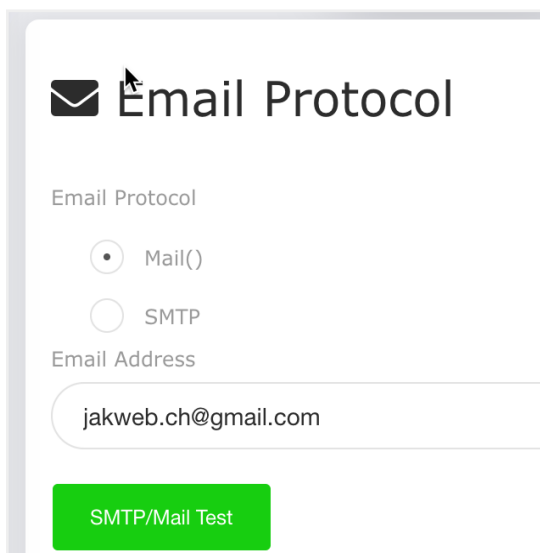 Email Protocol
Email Protocol
Mail()
SMTP
Email Address
jakweb.ch@gmail.com
SMTP/Mail Test